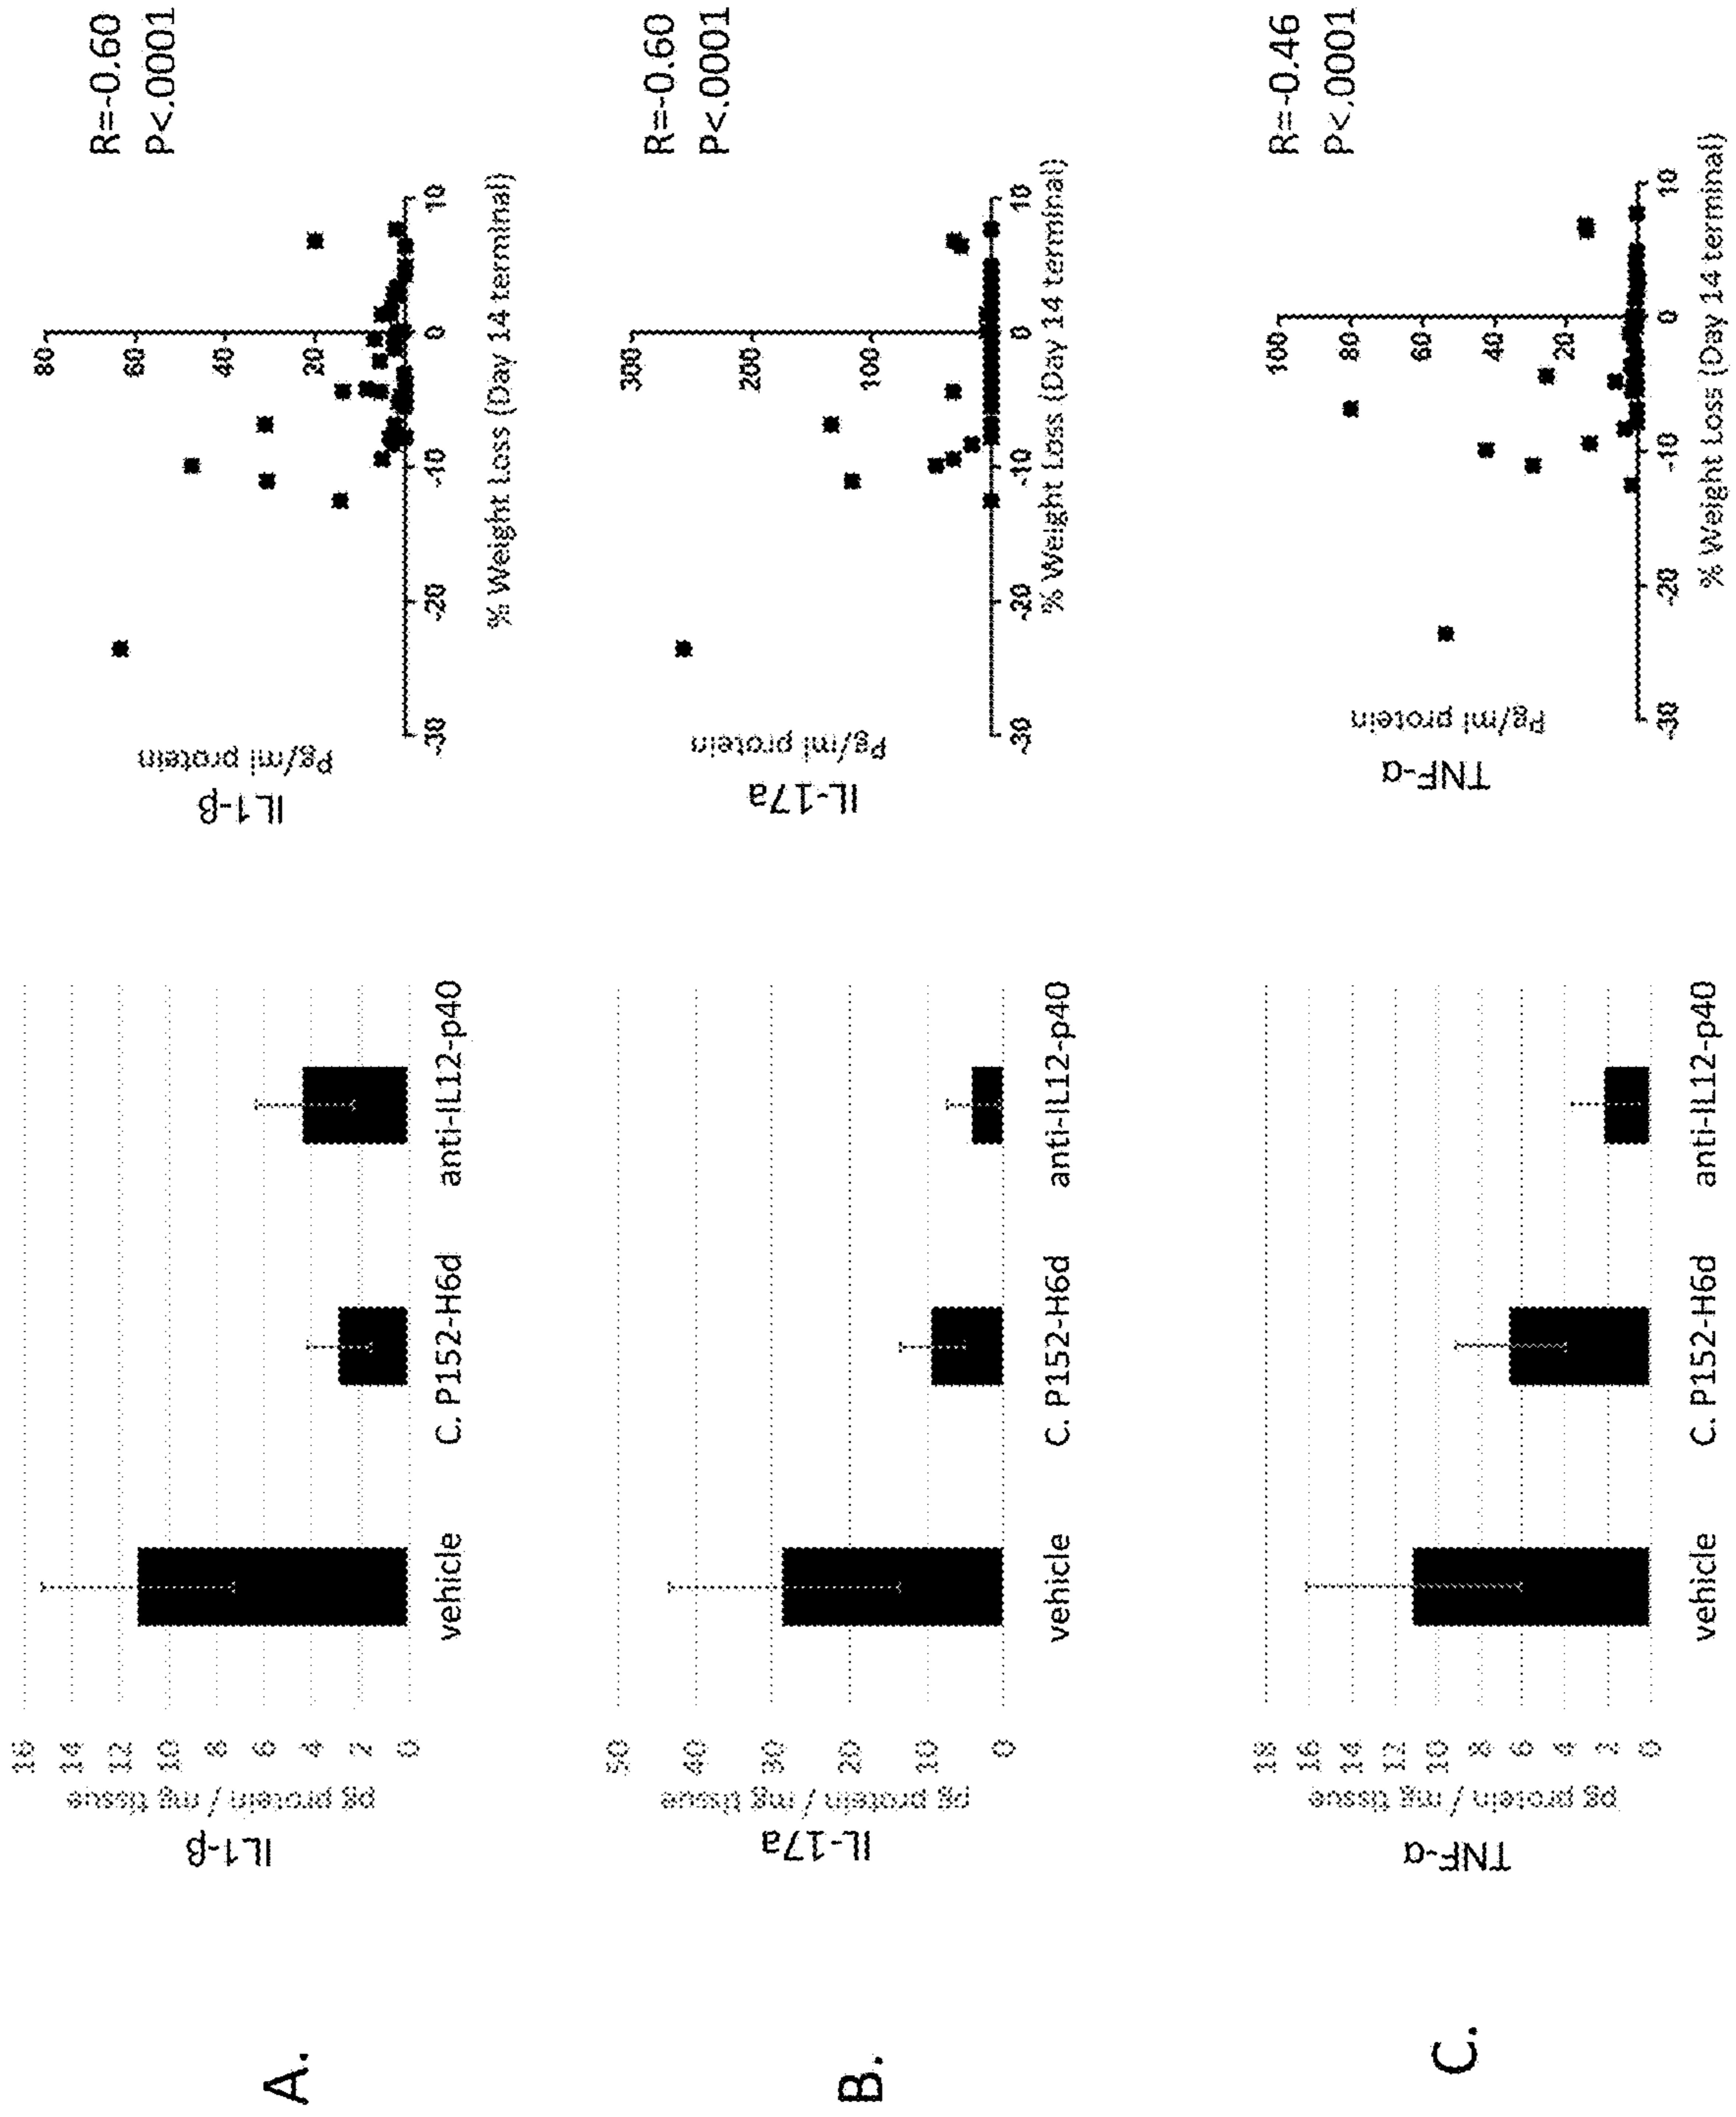 A.
IL1-β
pg protein / mg tissue
16
14
12
10
8
6
4
2
0
vehicle
C. P152-H6d
anti-IL12-p40
IL1-β
Pg/ml protein
80
60
40
20
-30
-20
-10
0
10
% Weight Loss (Day 14 terminal)
R=-0.60
P<.0001
B.
IL-17a
pg protein / mg tissue
50
40
30
20
10
0
vehicle
C. P152-H6d
anti-IL12-p40
IL-17a
Pg/ml protein
300
200
100
-30
-20
-10
0
10
% Weight Loss (Day 14 terminal)
R=-0.60
P<.0001
C.
TNF-α
pg protein / mg tissue
18
16
14
12
10
8
6
4
2
0
vehicle
C. P152-H6d
anti-IL12-p40
TNF-α
Pg/ml protein
100
80
60
40
20
-30
-20
-10
0
10
% Weight Loss (Day 14 terminal)
R=-0.46
P<.0001